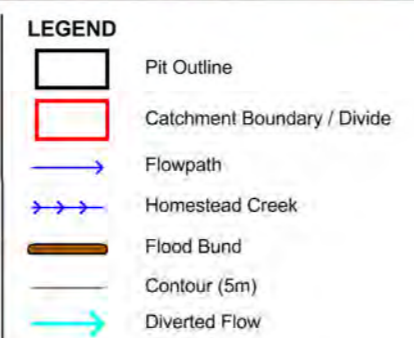 LEGEND
Pit Outline
Catchment Boundary / Divide
Flowpath
Homestead Creek
Flood Bund
Contour (5m)
Diverted Flow